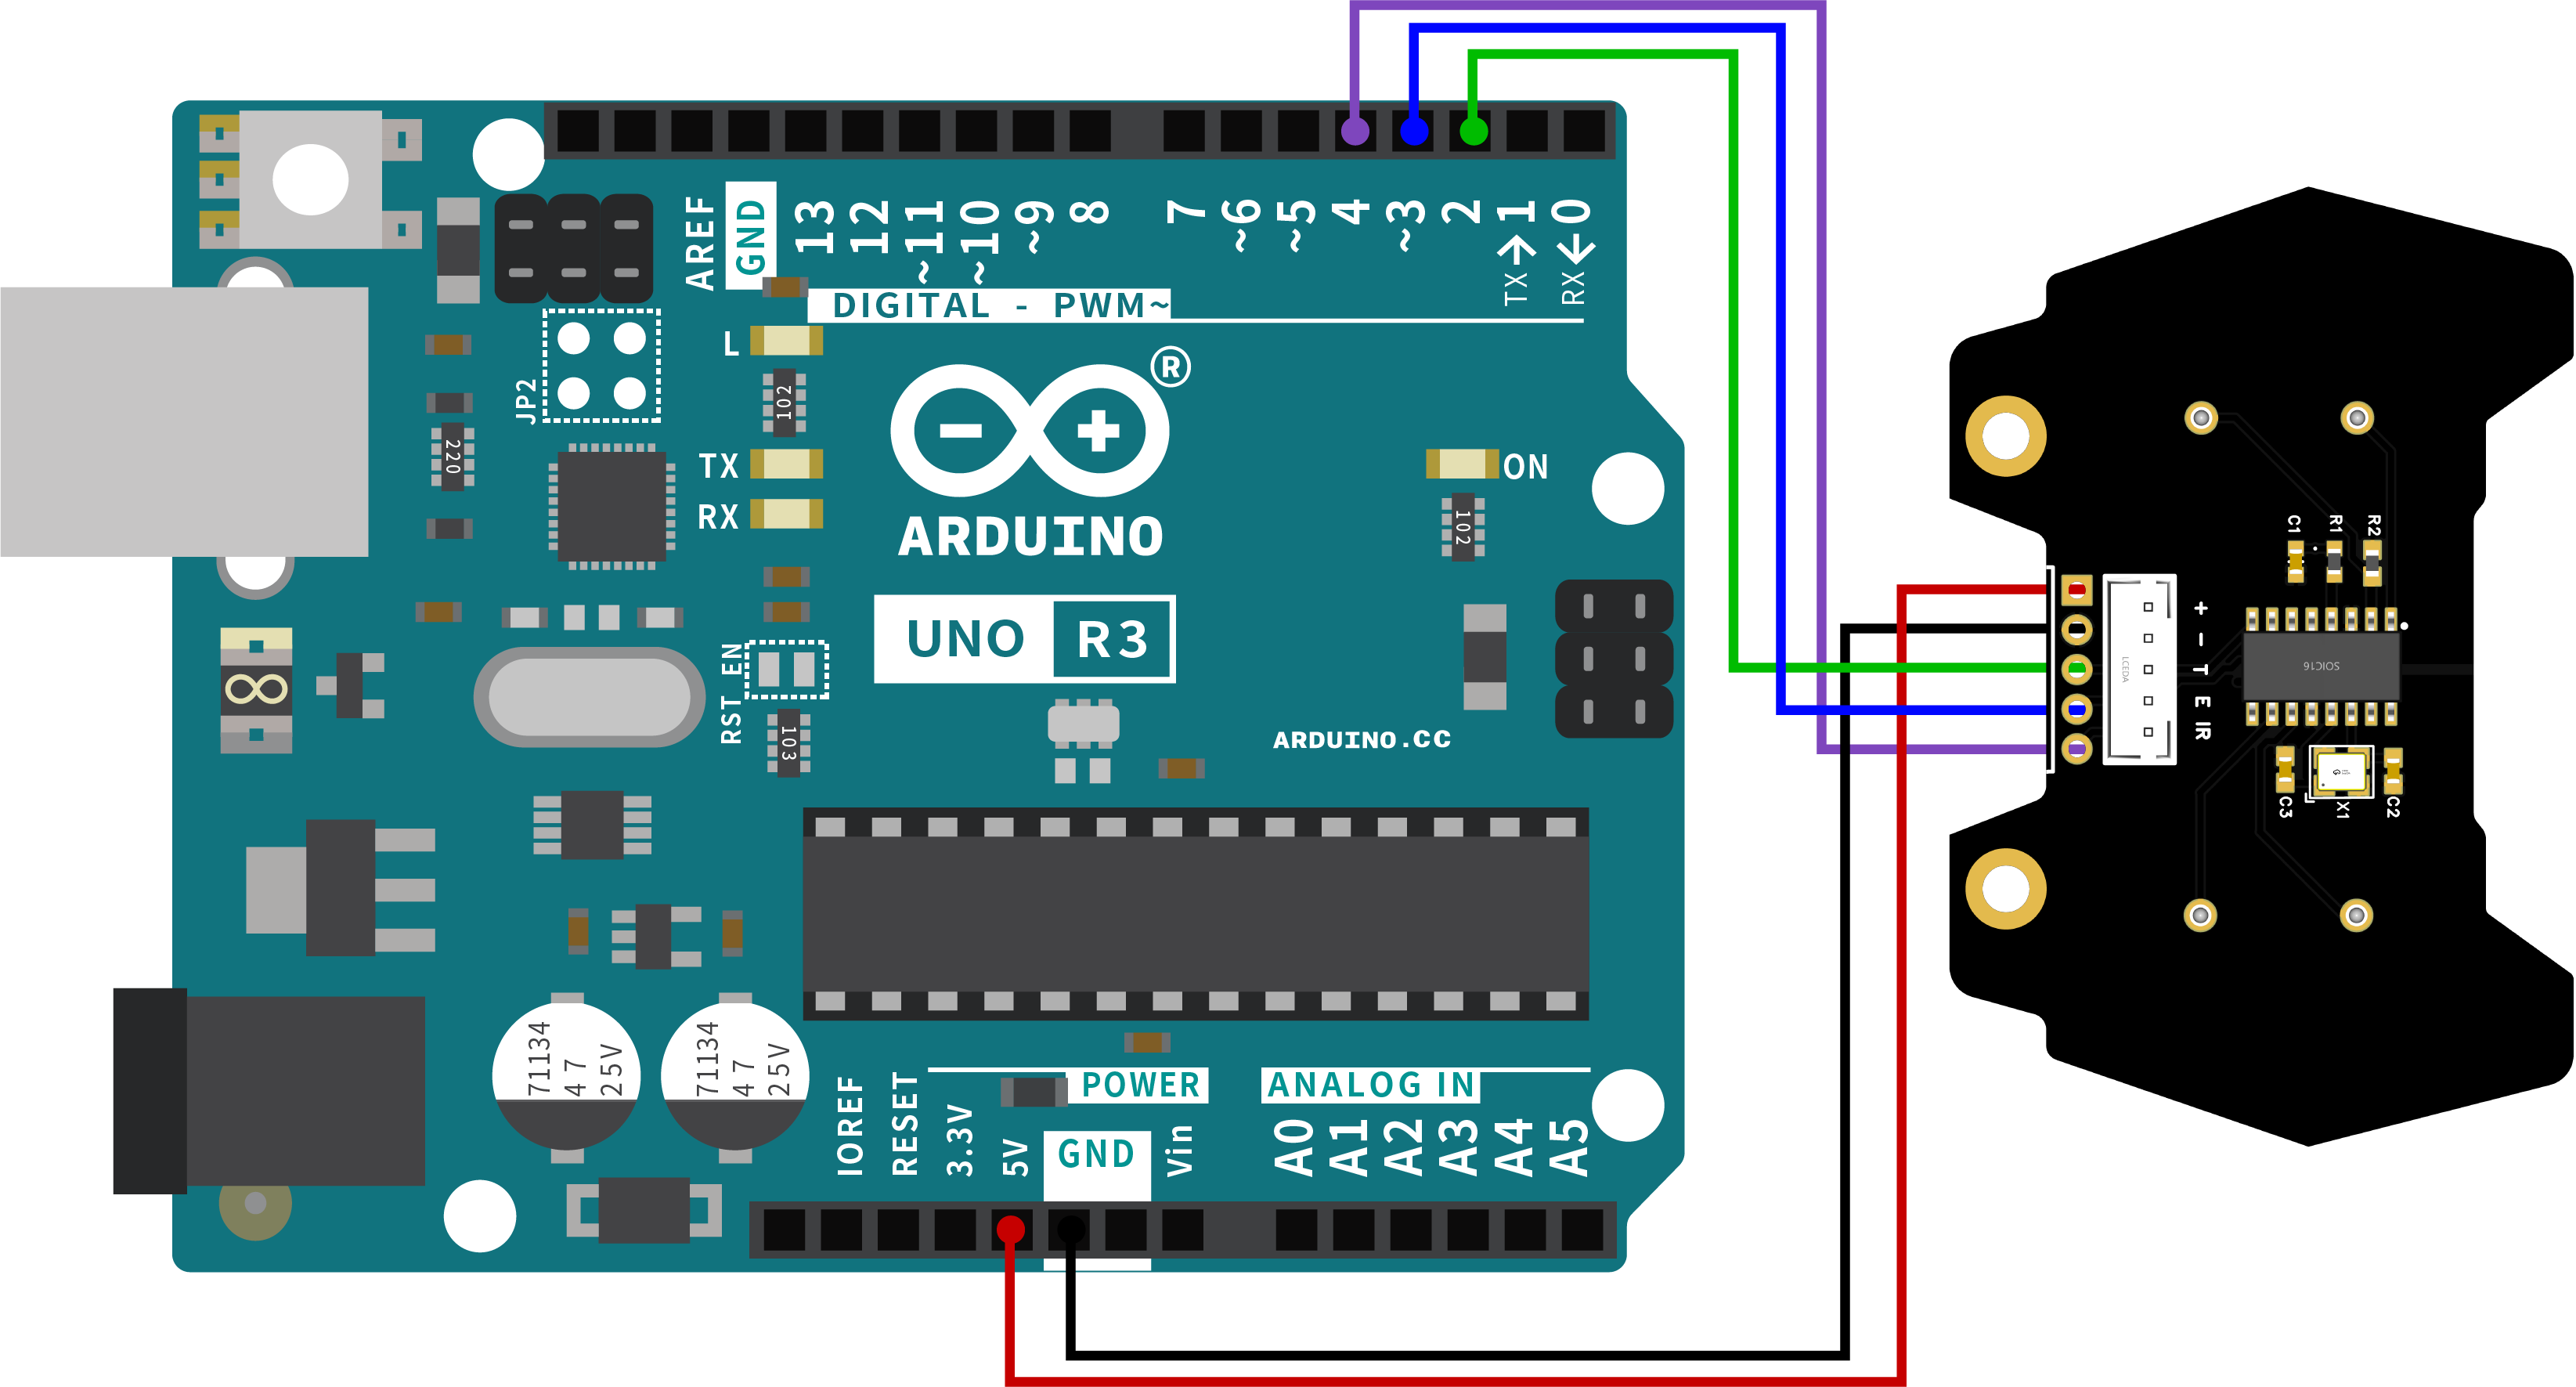 AREF
GND
13
12
~11
~10
~9
8
7
~6
~5
4
~3
2
TX→1
RX←0
DIGITAL - PWM~
L
102
JP2
220
TX
RX
®
ARDUINO
UNO R3
ON
102
RST EN
103
ARDUINO.CC
71134
47
25V
71134
47
25V
POWER
ANALOG IN
IOREF
RESET
3.3V
5V
GND
Vin
A0
A1
A2
A3
A4
A5
C1
R1
R2
+
-
T
E
IR
LCEDA
SOIC16
C3
X1
C2